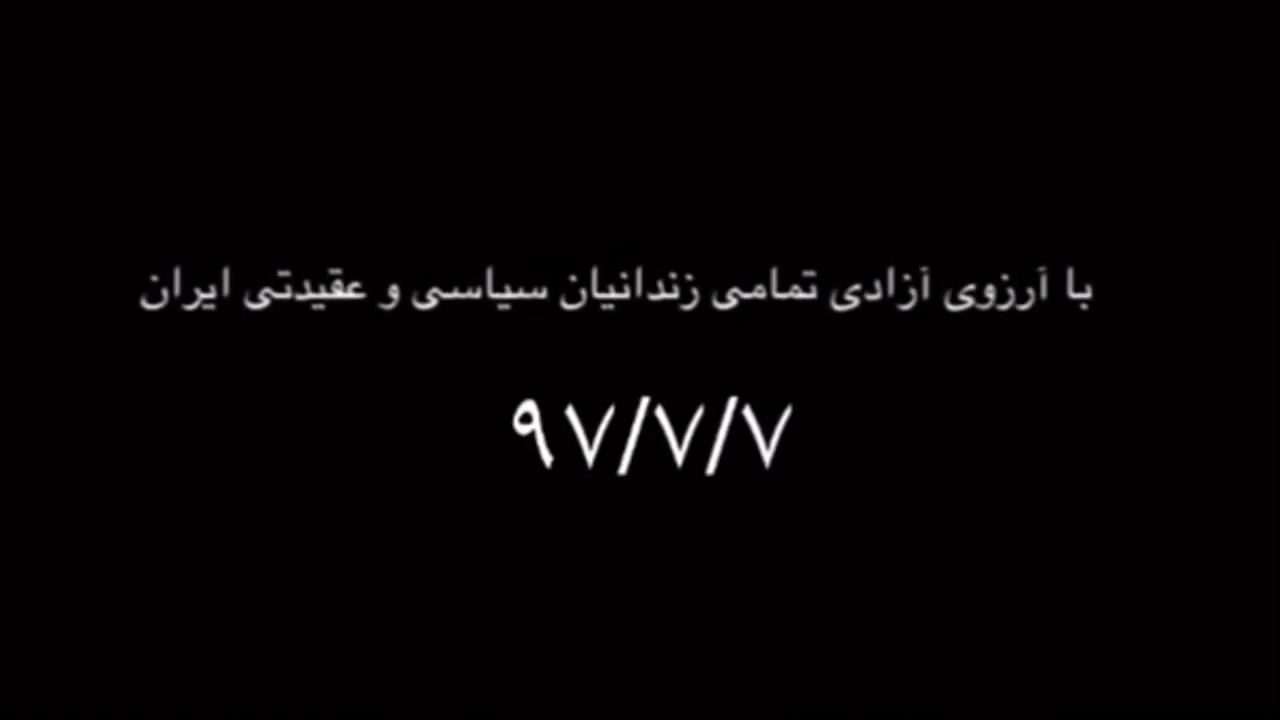 با آرزوی آزادی تمامی زندانیان سیاسی و عقیدتی ایران
۹۷/۷/۷